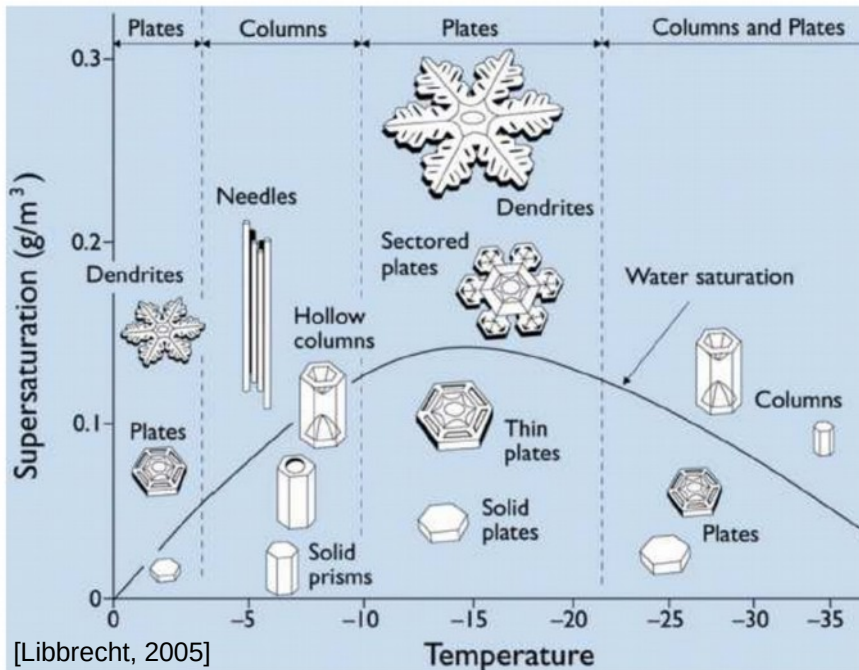 Plates
Columns
Plates
Columns and Plates
0.3
0.2
0.1
0
Supersaturation (g/m³)
Dendrites
Needles
Hollow
columns
Plates
Solid
prisms
Dendrites
Sectored
plates
Thin
plates
Solid
plates
Water saturation
Columns
Plates
0
−5
−10
−15
−20
−25
−30
−35
Temperature
[Libbrecht, 2005]